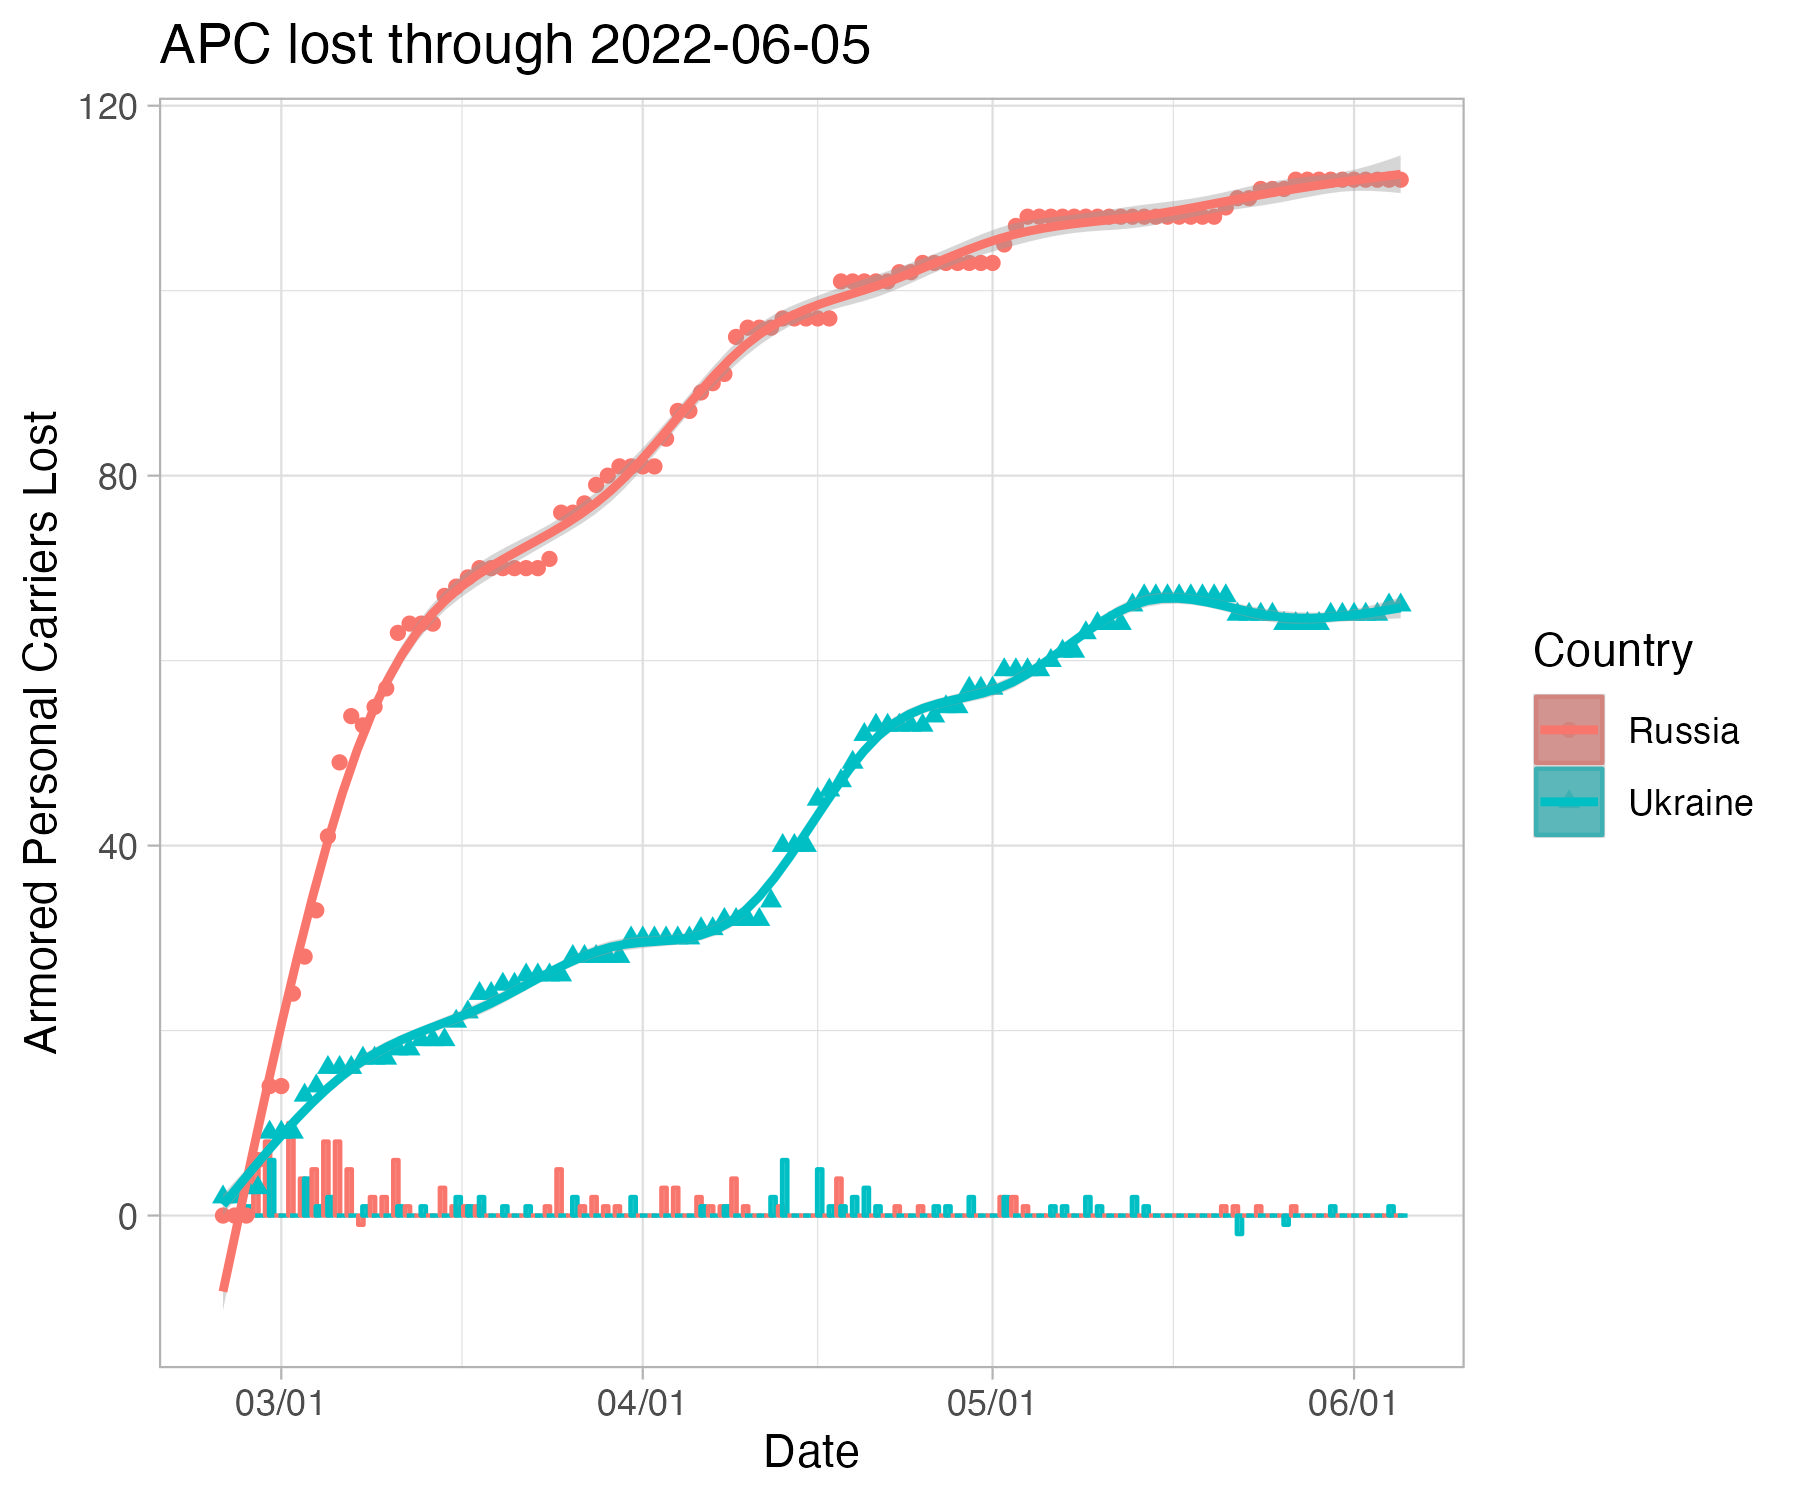 APC lost through 2022-06-05
120
80
40
0
Armored Personal Carriers Lost
03/01
04/01
05/01
06/01
Date
Country
Russia
Ukraine